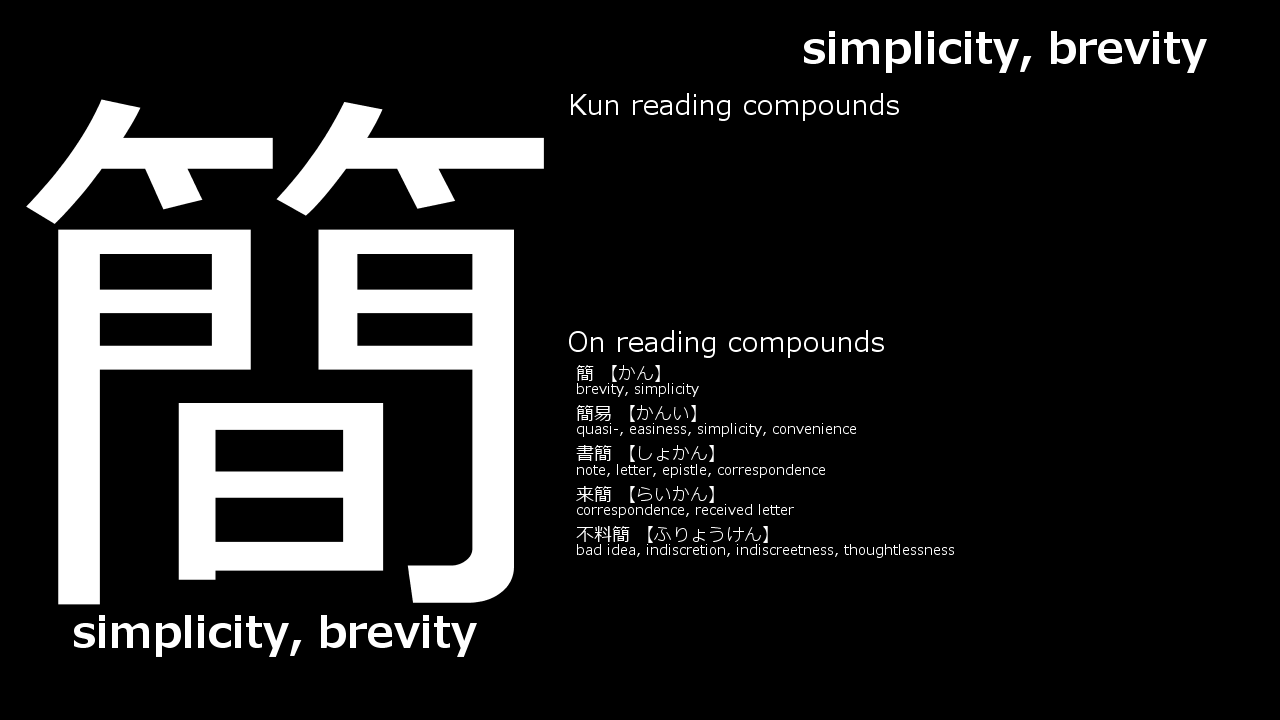 simplicity, brevity
簡
simplicity, brevity
Kun reading compounds
On reading compounds
簡 【かん】
brevity, simplicity
簡易 【かんい】
quasi-, easiness, simplicity, convenience
書簡 【しょかん】
note, letter, epistle, correspondence
来簡 【らいかん】
correspondence, received letter
不料簡 【ふりょうけん】
bad idea, indiscretion, indiscreetness, thoughtlessness